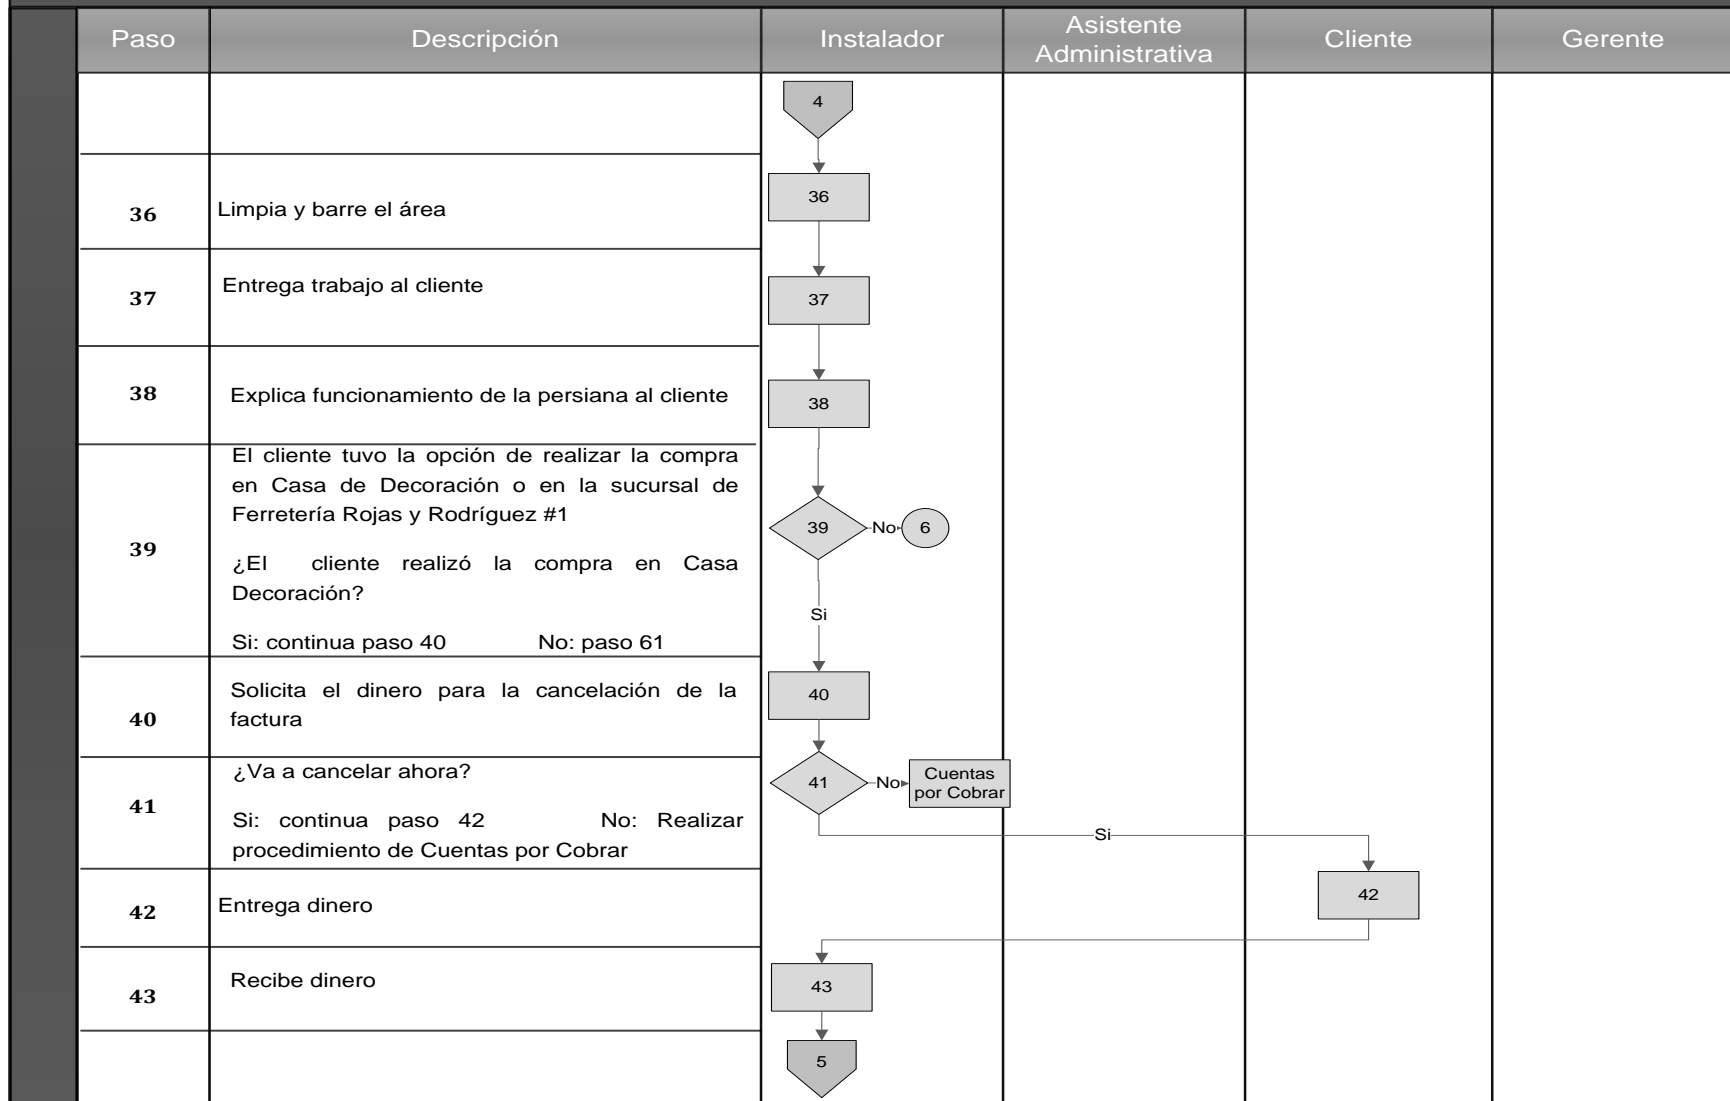 Paso
Descripción
Instalador
Asistente
Administrativa
Cliente
Gerente
4
36
Limpia y barre el área
36
37
Entrega trabajo al cliente
37
38
Explica funcionamiento de la persiana al cliente
38
39
El cliente tuvo la opción de realizar la compra
en Casa de Decoración o en la sucursal de
Ferretería Rojas y Rodríguez #1
¿El cliente realizó la compra en Casa
Decoración?
Si: continua paso 40 No: paso 61
39
No
6
Si
40
Solicita el dinero para la cancelación de la
factura
40
41
¿Va a cancelar ahora?
Si: continua paso 42 No: Realizar
procedimiento de Cuentas por Cobrar
41
No
Cuentas
por Cobrar
Si
42
Entrega dinero
42
43
Recibe dinero
43
5